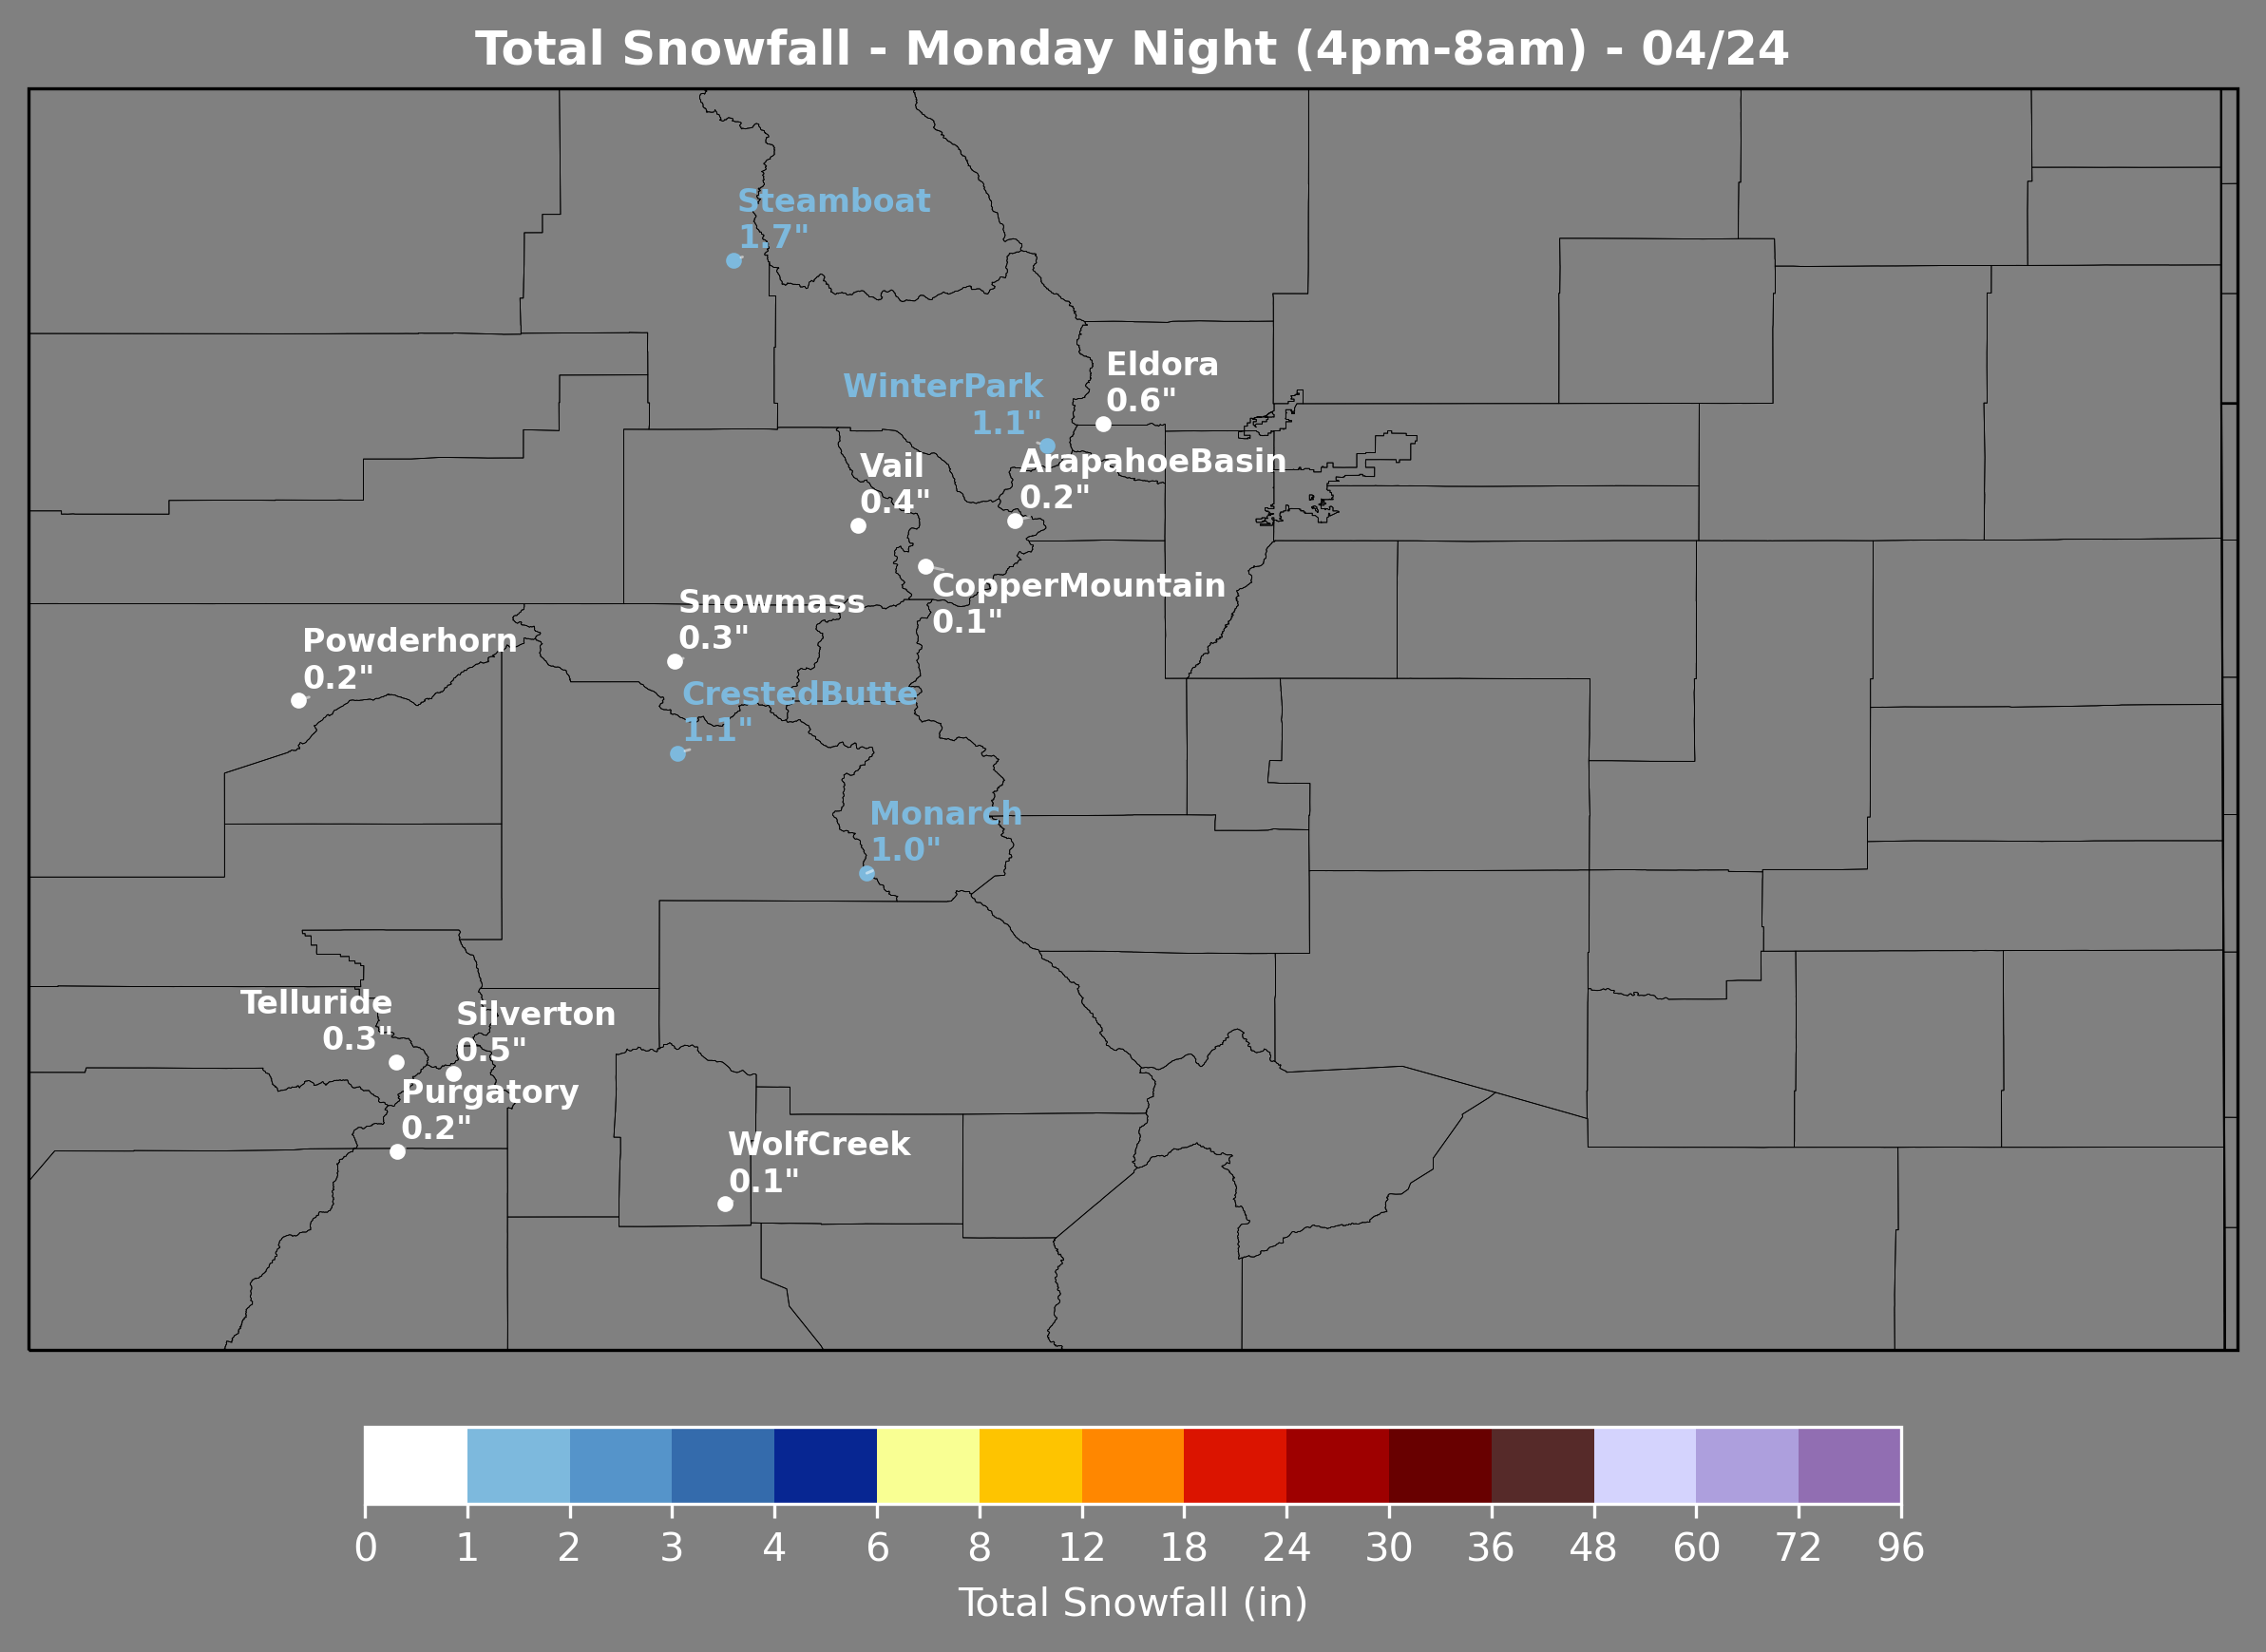 Total Snowfall - Monday Night (4pm-8am) - 04/24
Steamboat
1.7"
Eldora
0.6"
WinterPark
1.1"
Vail
0.4"
ArapahoeBasin
0.2"
CopperMountain
0.1"
Snowmass
0.3"
Powderhorn
0.2"
CrestedButte
1.1"
Monarch
1.0"
Telluride
0.3"
Silverton
0.5"
Purgatory
0.2"
WolfCreek
0.1"
0 1 2 3 4 6 8 12 18 24 30 36 48 60 72 96
Total Snowfall (in)